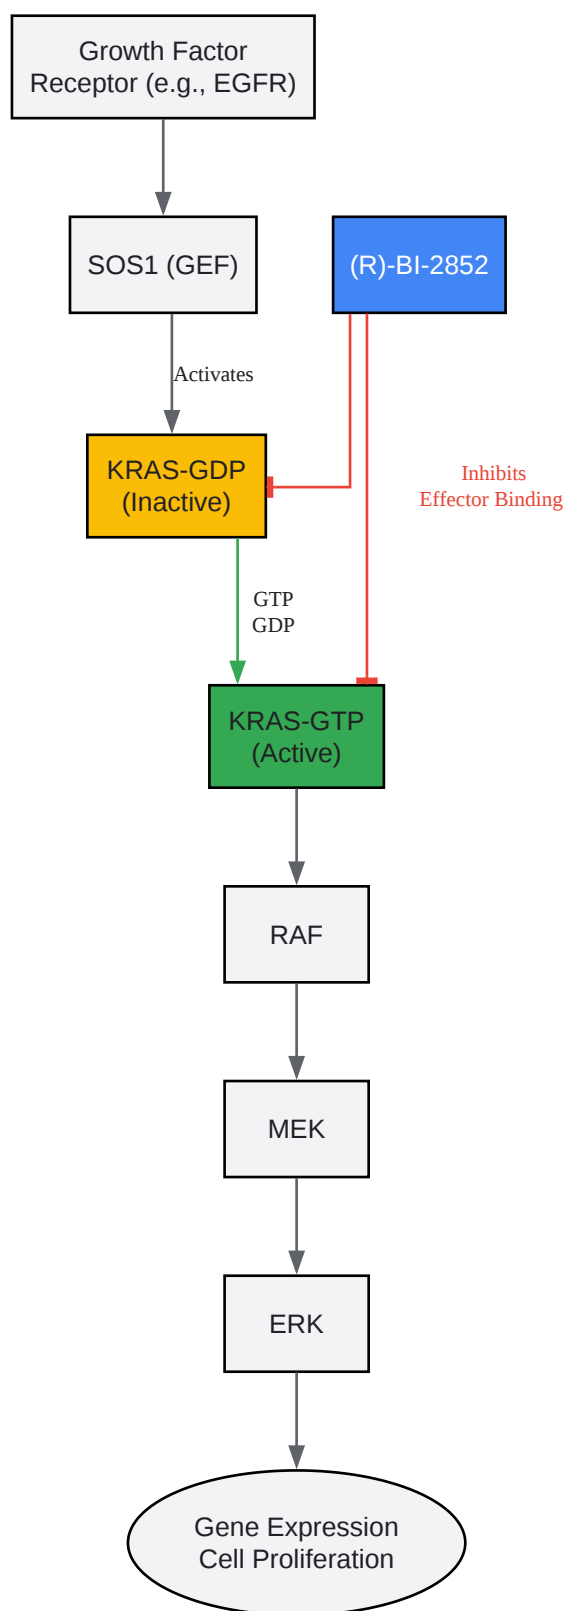 Growth Factor
Receptor (e.g., EGFR)
SOS1 (GEF)
(R)-BI-2852
Activates
KRAS-GDP
(Inactive)
Inhibits
Effector Binding
GTP
GDP
KRAS-GTP
(Active)
RAF
MEK
ERK
Gene Expression
Cell Proliferation